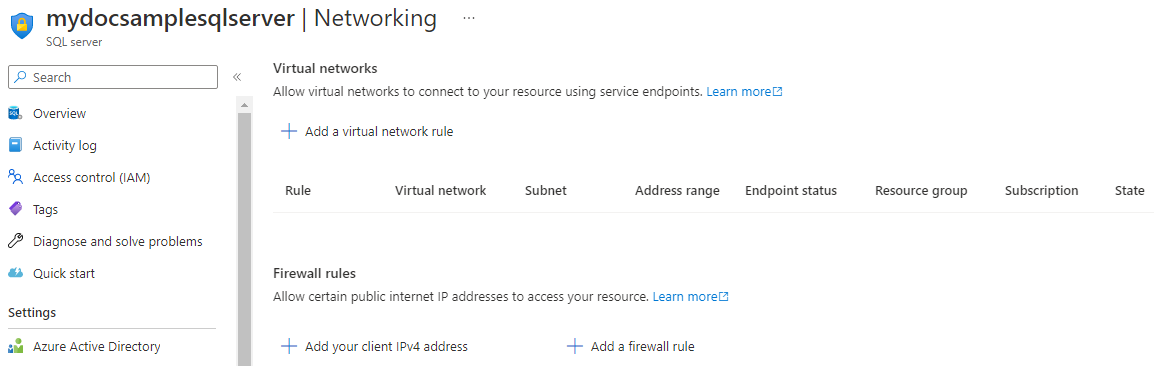 mydocsamplesqlserver | Networking ...
SQL server
Search
Overview
Activity log
Access control (IAM)
Tags
Diagnose and solve problems
Quick start
Settings
Azure Active Directory
Virtual networks
Allow virtual networks to connect to your resource using service endpoints. Learn more
Add a virtual network rule
Rule Virtual network Subnet Address range Endpoint status Resource group Subscription State
Firewall rules
Allow certain public internet IP addresses to access your resource. Learn more
Add your client IPv4 address Add a firewall rule